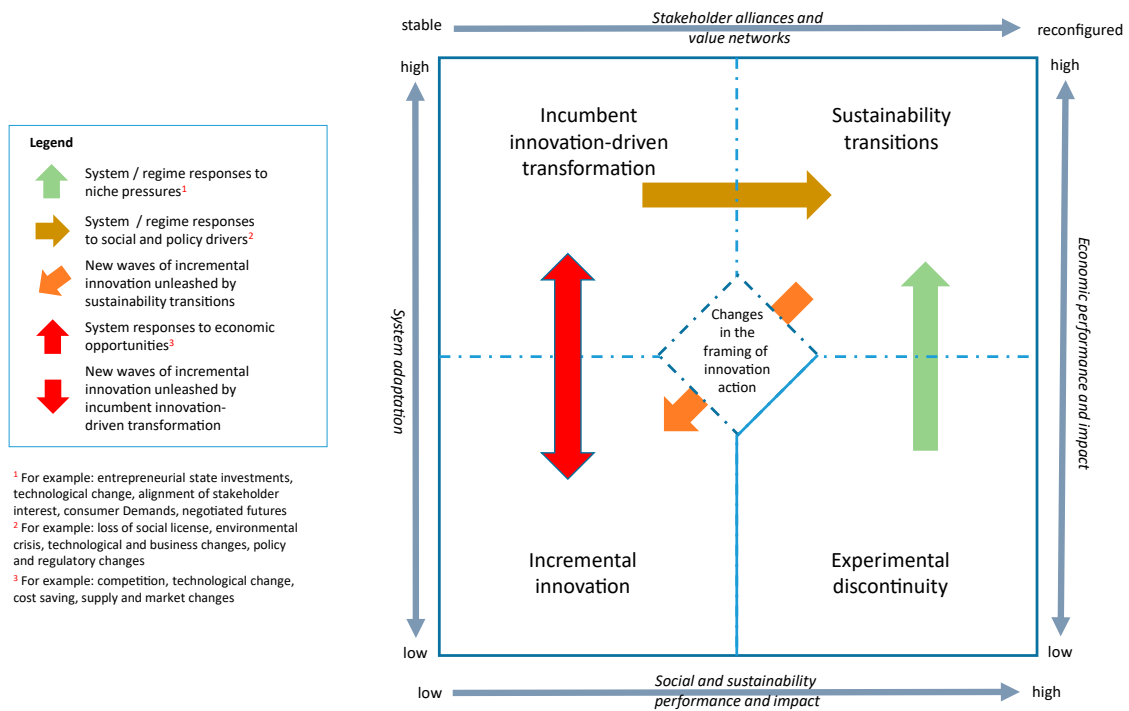 stable
Stakeholder alliances and
value networks
reconfigured
high
high
Legend
System / regime responses to
niche pressures1
System / regime responses
to social and policy drivers2
New waves of incremental
innovation unleashed by
sustainability transitions
System responses to economic
opportunities3
New waves of incremental
innovation unleashed by
incumbent innovation-
driven transformation
1 For example: entrepreneurial state investments,
technological change, alignment of stakeholder
interest, consumer Demands, negotiated futures
2 For example: loss of social license, environmental
crisis, technological and business changes, policy
and regulatory changes
3 For example: competition, technological change,
cost saving, supply and market changes
System adaptation
Incumbent
innovation-driven
transformation
Sustainability
transitions
Changes
in the
framing of
innovation
action
Incremental
innovation
Experimental
discontinuity
Economic performance and impact
low
low
low
Social and sustainability
performance and impact
high